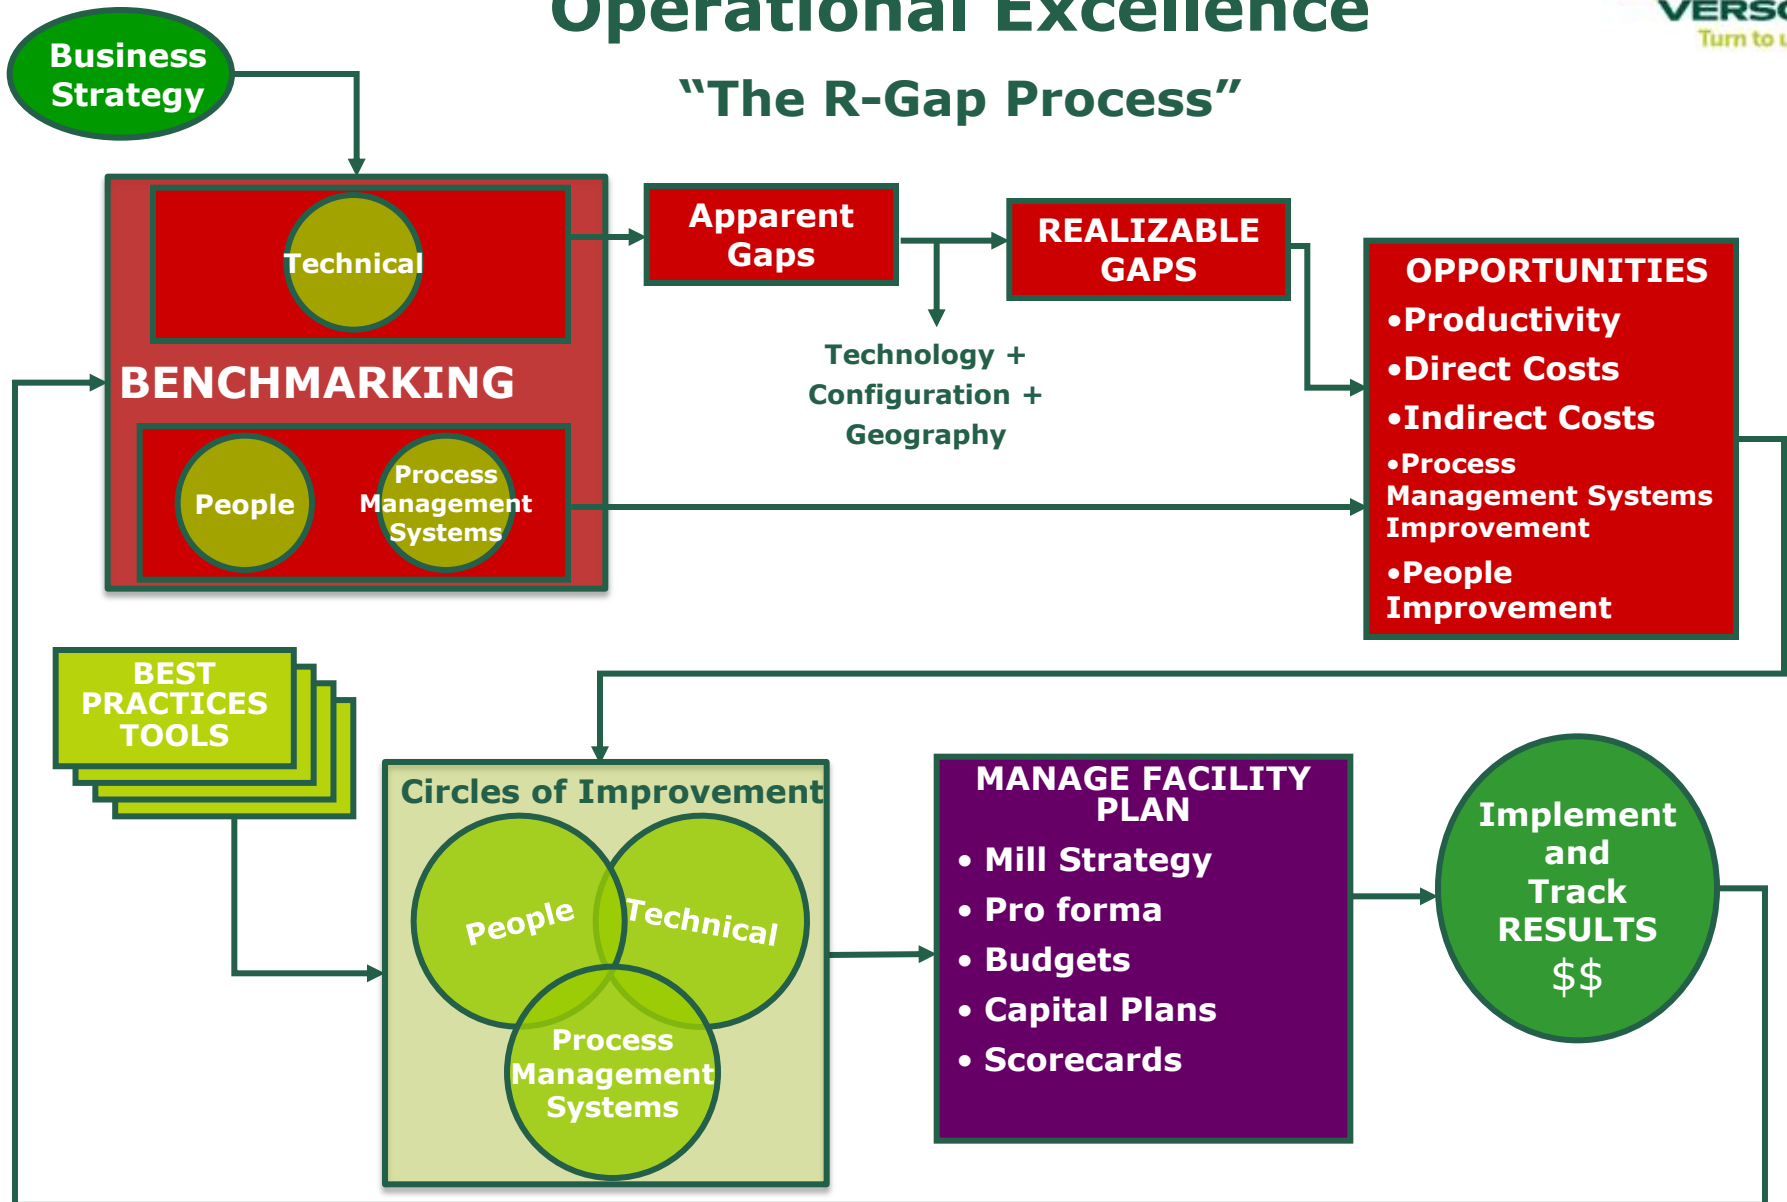 Operational Excellence
“The R-Gap Process”
Turn to
Business
Strategy
Technical
BENCHMARKING
People
Process
Management
Systems
Apparent
Gaps
REALIZABLE
GAPS
Technology +
Configuration +
Geography
OPPORTUNITIES
•Productivity
•Direct Costs
•Indirect Costs
•Process
Management Systems
Improvement
•People
Improvement
BEST
PRACTICES
TOOLS
Circles of Improvement
People
Technical
Process
Management
Systems
MANAGE FACILITY
PLAN
• Mill Strategy
• Pro forma
• Budgets
• Capital Plans
• Scorecards
Implement
and
Track
RESULTS
$$